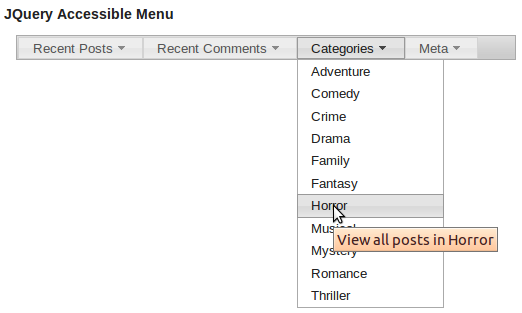 JQuery Accessible Menu
Recent Posts Recent Comments Categories Meta
Adventure
Comedy
Crime
Drama
Family
Fantasy
Horror
Musical
View all posts in Horror
Mystery
Romance
Thriller